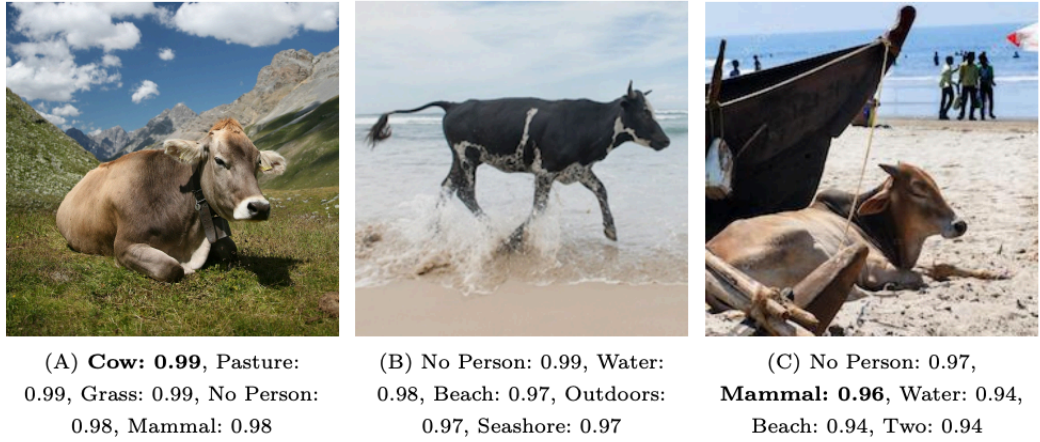 (A) Cow: 0.99, Pasture:
0.99, Grass: 0.99, No Person:
0.98, Mammal: 0.98
(B) No Person: 0.99, Water:
0.98, Beach: 0.97, Outdoors:
0.97, Seashore: 0.97
(C) No Person: 0.97,
Mammal: 0.96, Water: 0.94,
Beach: 0.94, Two: 0.94